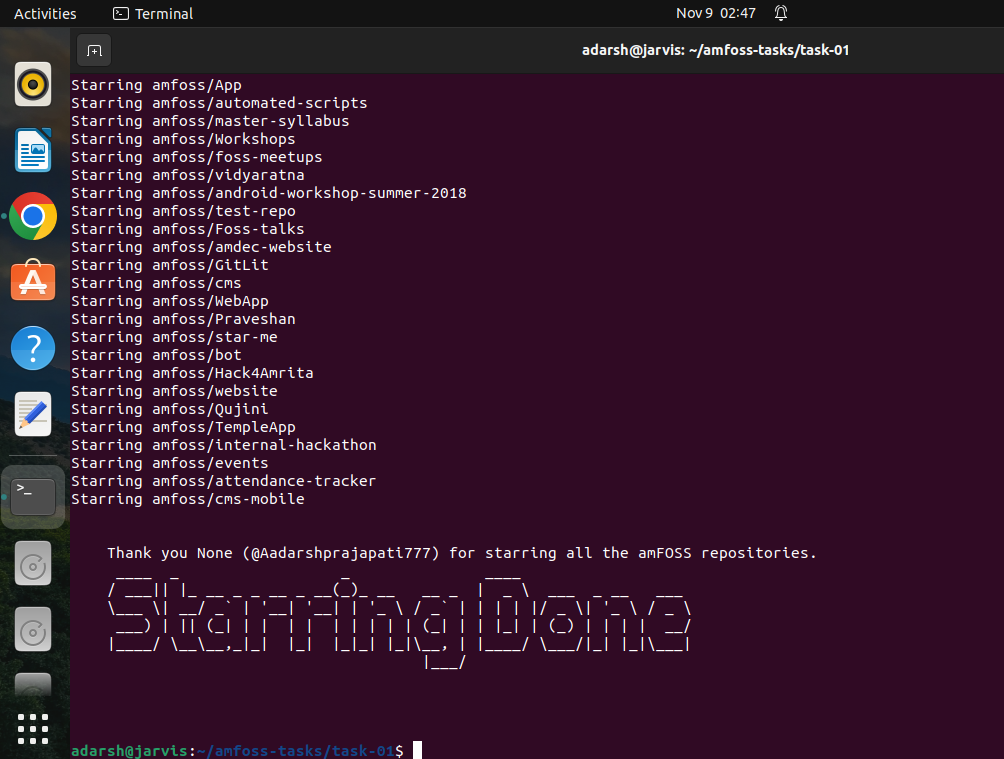 Activities Terminal Nov 9 02:47
adarsh@jarvis: ~/amfoss-tasks/task-01
Starring amfoss/App
Starring amfoss/automated-scripts
Starring amfoss/master-syllabus
Starring amfoss/Workshops
Starring amfoss/foss-meetups
Starring amfoss/vidyaratna
Starring amfoss/android-workshop-summer-2018
Starring amfoss/test-repo
Starring amfoss/Foss-talks
Starring amfoss/amdec-website
Starring amfoss/GitLit
Starring amfoss/cms
Starring amfoss/WebApp
Starring amfoss/Praveshan
Starring amfoss/star-me
Starring amfoss/bot
Starring amfoss/Hack4Amrita
Starring amfoss/website
Starring amfoss/Qujini
Starring amfoss/TempleApp
Starring amfoss/internal-hackathon
Starring amfoss/events
Starring amfoss/attendance-tracker
Starring amfoss/cms-mobile
Thank you None (@Aadarshprajapati777) for starring all the amFOSS repositories.
Starring Done
adarsh@jarvis:~/amfoss-tasks/task-01$